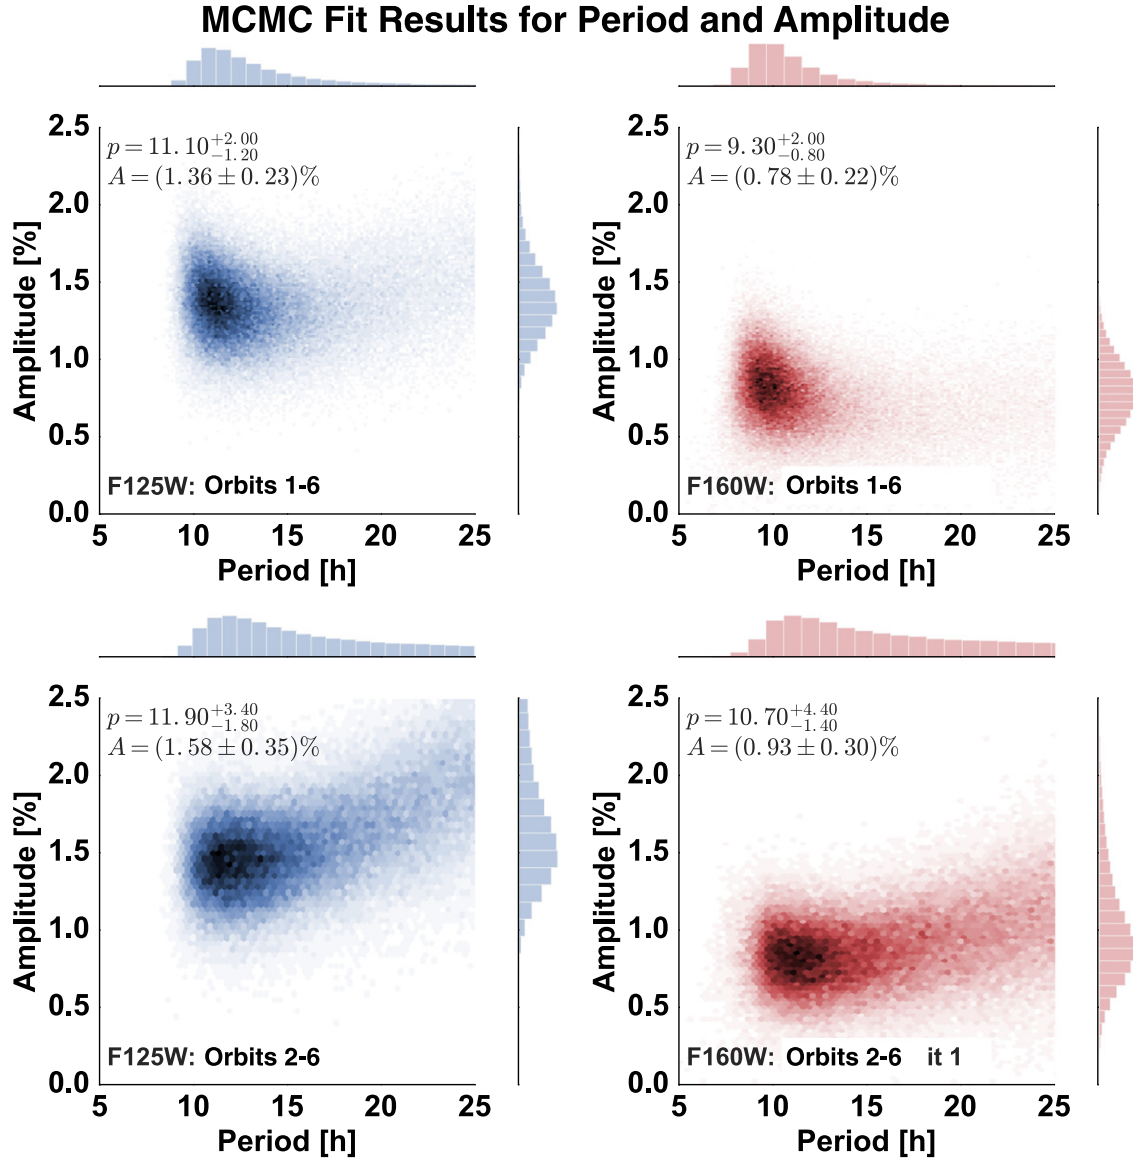 MCMC Fit Results for Period and Amplitude
p = 11.10 +2.00 −1.20
A = (1.36 ± 0.23)%
2.5
2.0
1.5
1.0
0.5
0.0
Amplitude [%]
F125W: Orbits 1-6
5 10 15 20 25
Period [h]
p = 9.30 +2.00 −0.80
A = (0.78 ± 0.22)%
2.5
2.0
1.5
1.0
0.5
0.0
Amplitude [%]
F160W: Orbits 1-6
5 10 15 20 25
Period [h]
p = 11.90 +3.40 −1.80
A = (1.58 ± 0.35)%
2.5
2.0
1.5
1.0
0.5
0.0
Amplitude [%]
F125W: Orbits 2-6
5 10 15 20 25
Period [h]
p = 10.70 +4.40 −1.40
A = (0.93 ± 0.30)%
2.5
2.0
1.5
1.0
0.5
0.0
Amplitude [%]
F160W: Orbits 2-6 it 1
5 10 15 20 25
Period [h]